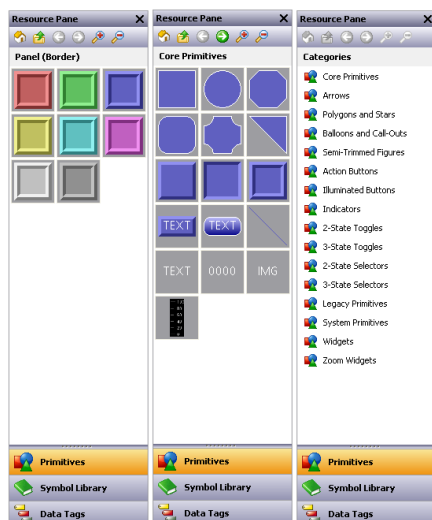 Resource Pane
Panel (Border)
Primitives
Symbol Library
Data Tags
Resource Pane
Core Primitives
TEXT
TEXT
TEXT
0000
IMG
Primitives
Symbol Library
Data Tags
Resource Pane
Categories
Core Primitives
Arrows
Polygons and Stars
Balloons and Call-Outs
Semi-Trimmed Figures
Action Buttons
Illuminated Buttons
Indicators
2-State Toggles
3-State Toggles
2-State Selectors
3-State Selectors
Legacy Primitives
System Primitives
Widgets
Zoom Widgets
Primitives
Symbol Library
Data Tags